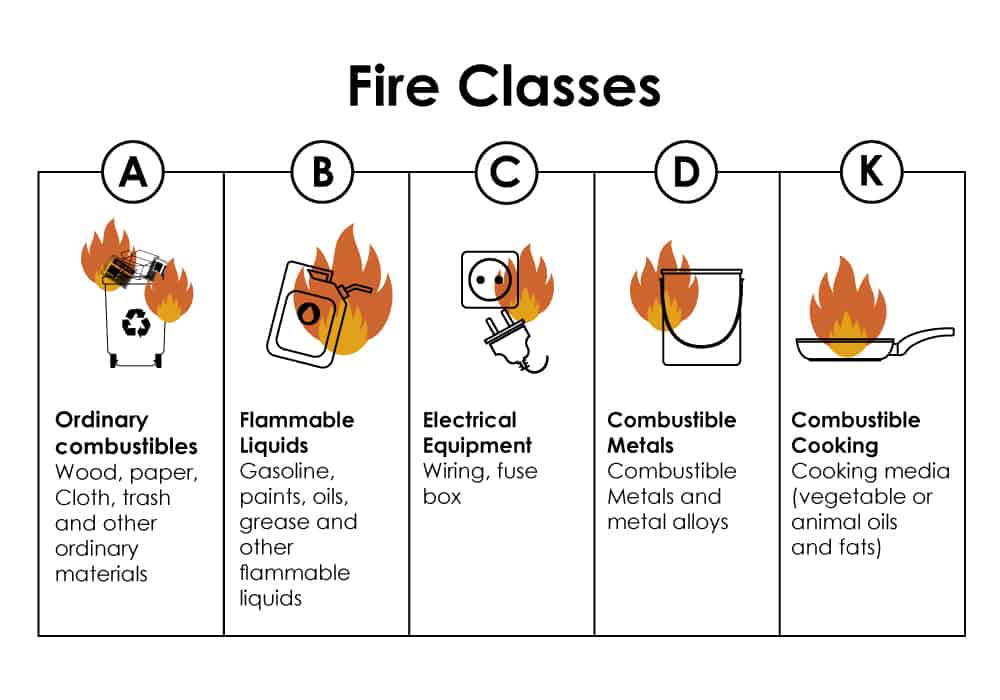 Fire Classes
A
B
C
D
K
Ordinary
combustibles
Wood, paper,
Cloth, trash
and other
ordinary
materials
Flammable
Liquids
Gasoline,
paints, oils,
grease and
other
flammable
liquids
Electrical
Equipment
Wiring, fuse
box
Combustible
Metals
Combustible
Metals and
metal alloys
Combustible
Cooking
Cooking media
(vegetable or
animal oils
and fats)